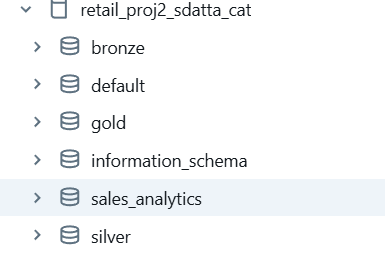 retail_proj2_sdatta_cat
bronze
default
gold
information_schema
sales_analytics
silver